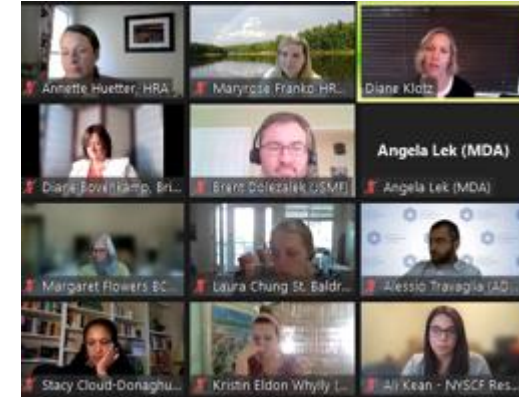 Annette Huetter, HRA
Maryrose Franko HR...
Diane Klotz
Diane Bovenkamp, Bri...
Brent Dolezalek (JSMF)
Angela Lek (MDA)
Angela Lek (MDA)
Margaret Flowers BC...
Laura Chung St. Baldr...
Alessio Travaglia (AD...
Stacy Cloud-Donaghu...
Kristin Eldon Whylly (...
Ali Kean - NYSCF Res...